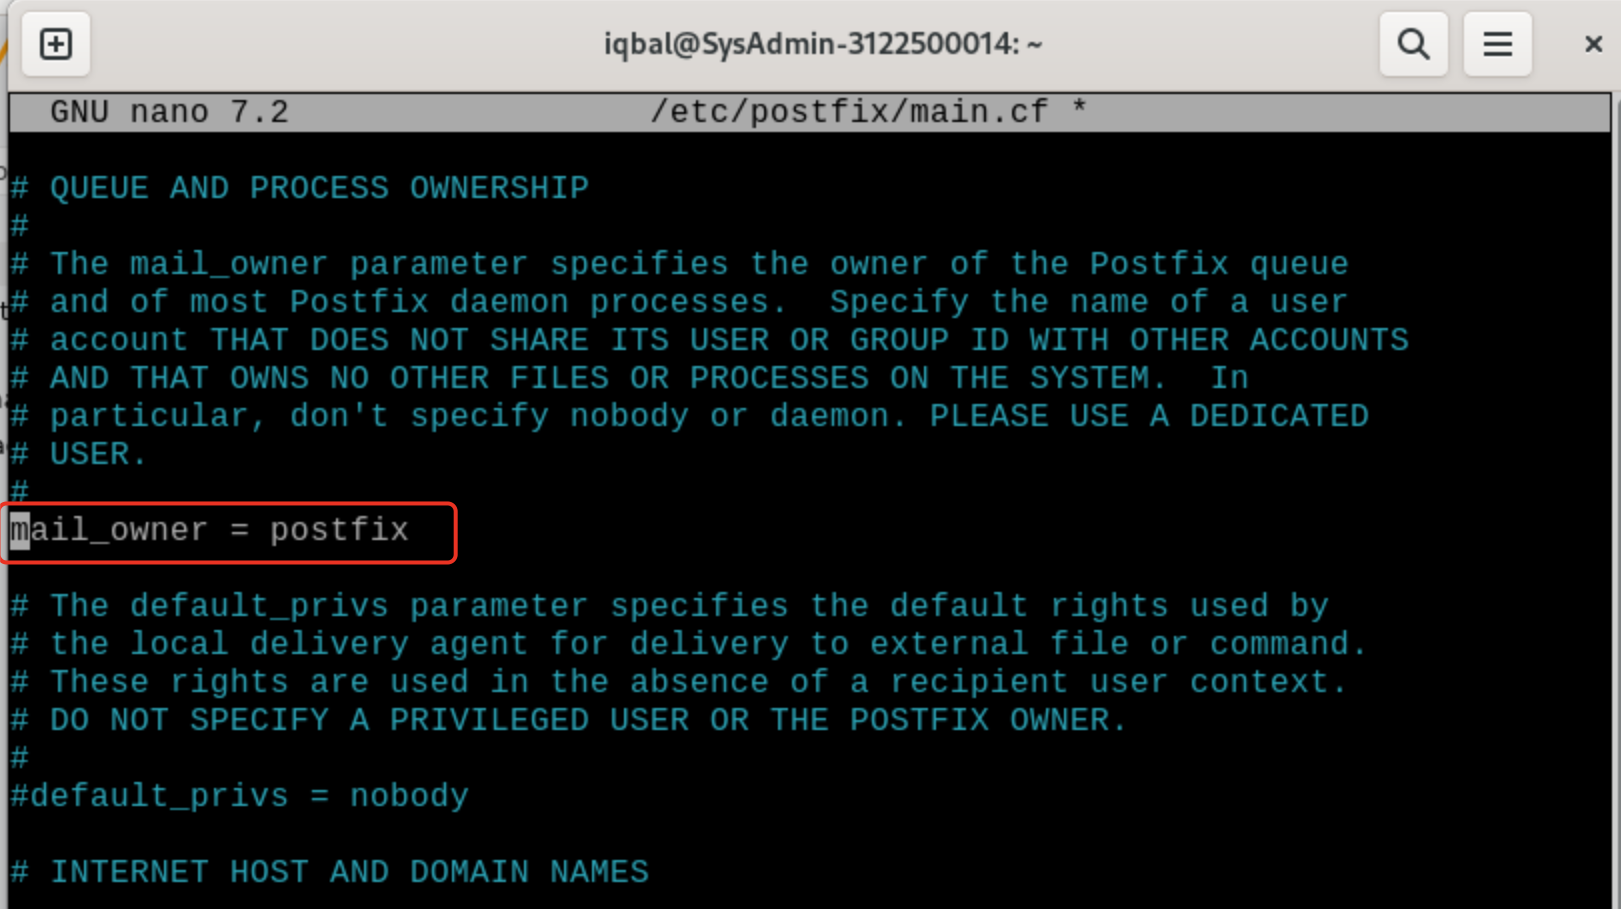 iqbal@SysAdmin-3122500014: ~
GNU nano 7.2 /etc/postfix/main.cf *
# QUEUE AND PROCESS OWNERSHIP
#
# The mail_owner parameter specifies the owner of the Postfix queue
# and of most Postfix daemon processes.  Specify the name of a user
# account THAT DOES NOT SHARE ITS USER OR GROUP ID WITH OTHER ACCOUNTS
# AND THAT OWNS NO OTHER FILES OR PROCESSES ON THE SYSTEM.  In
# particular, don't specify nobody or daemon. PLEASE USE A DEDICATED
# USER.
#
mail_owner = postfix
# The default_privs parameter specifies the default rights used by
# the local delivery agent for delivery to external file or command.
# These rights are used in the absence of a recipient user context.
# DO NOT SPECIFY A PRIVILEGED USER OR THE POSTFIX OWNER.
#
#default_privs = nobody
# INTERNET HOST AND DOMAIN NAMES